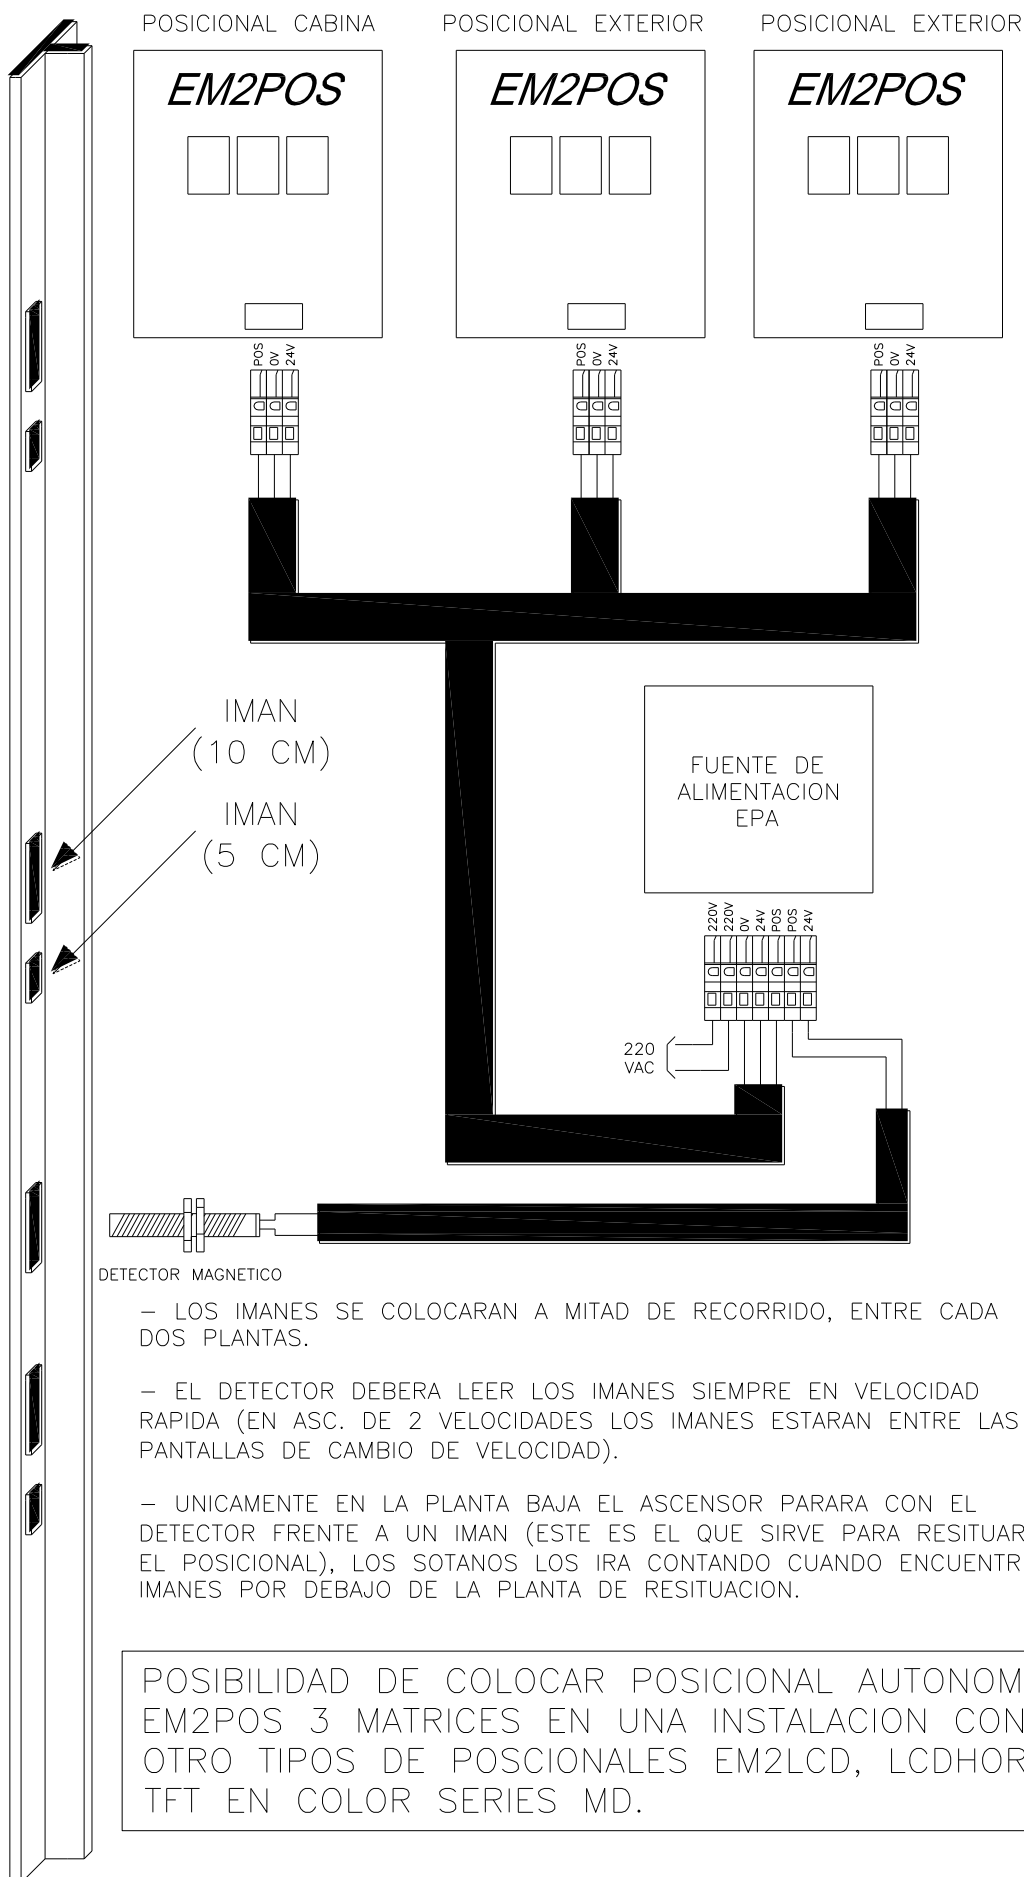 POSICIONAL CABINA
POSICIONAL EXTERIOR
POSICIONAL EXTERIOR
EM2POS
EM2POS
EM2POS
POS
0V
24V
POS
0V
24V
POS
0V
24V
IMAN
(10 CM)
IMAN
(5 CM)
FUENTE DE
ALIMENTACION
EPA
220V
220V
0V
24V
POS
POS
24V
220
VAC
DETECTOR MAGNETICO
– LOS IMANES SE COLOCARAN A MITAD DE RECORRIDO, ENTRE CADA
DOS PLANTAS.
– EL DETECTOR DEBERA LEER LOS IMANES SIEMPRE EN VELOCIDAD
RAPIDA (EN ASC. DE 2 VELOCIDADES LOS IMANES ESTARAN ENTRE LAS
PANTALLAS DE CAMBIO DE VELOCIDAD).
– UNICAMENTE EN LA PLANTA BAJA EL ASCENSOR PARARA CON EL
DETECTOR FRENTE A UN IMAN (ESTE ES EL QUE SIRVE PARA RESITUAR
EL POSICIONAL), LOS SOTANOS LOS IRA CONTANDO CUANDO ENCUENTR
IMANES POR DEBAJO DE LA PLANTA DE RESITUACION.
POSIBILIDAD DE COLOCAR POSICIONAL AUTONOM
EM2POS 3 MATRICES EN UNA INSTALACION CON
OTRO TIPOS DE POSCIONALES EM2LCD, LCDHOR
TFT EN COLOR SERIES MD.